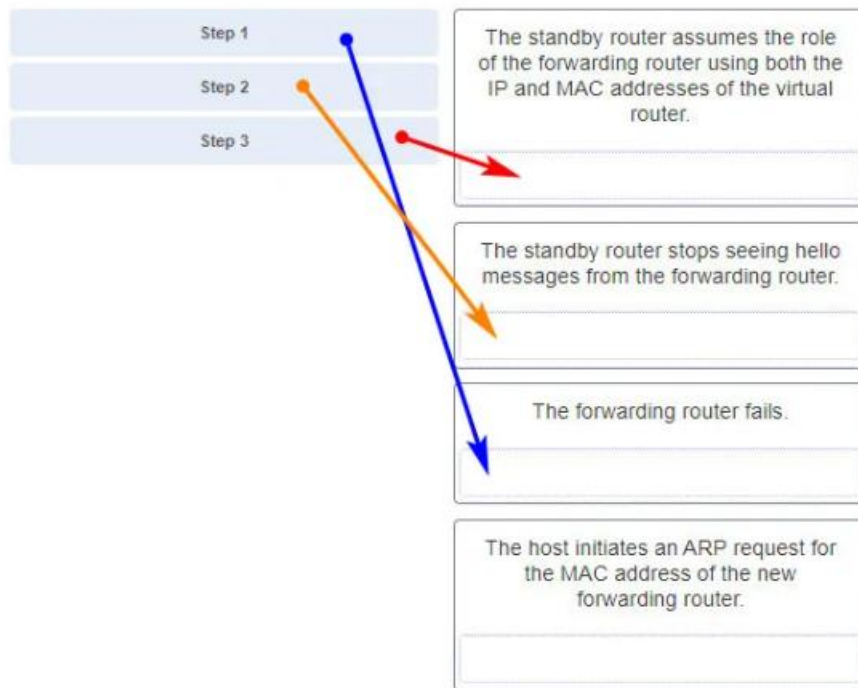 Step 1
Step 2
Step 3
The standby router assumes the role
of the forwarding router using both the
IP and MAC addresses of the virtual
router.
The standby router stops seeing hello
messages from the forwarding router.
The forwarding router fails.
The host initiates an ARP request for
the MAC address of the new
forwarding router.